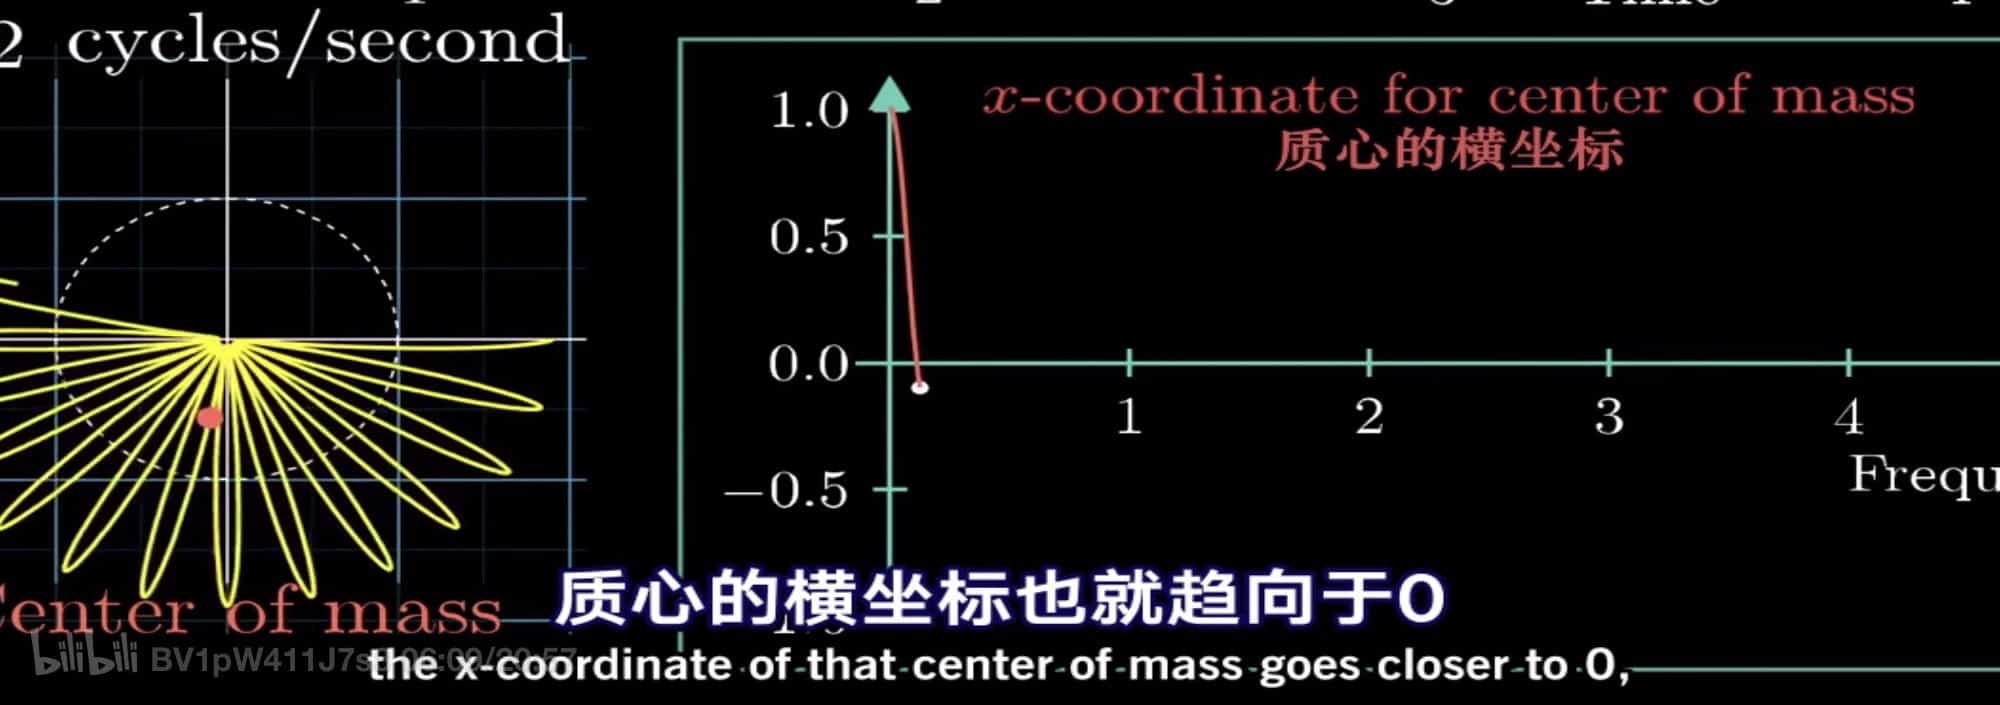 2 cycles/second
x-coordinate for center of mass
质心的横坐标
1.0
0.5
0.0
−0.5
1 2 3 4
Frequ
Center of mass
质心的横坐标也就趋向于0
bilibili BV1pW411J7s
the x-coordinate of that center of mass goes closer to 0,